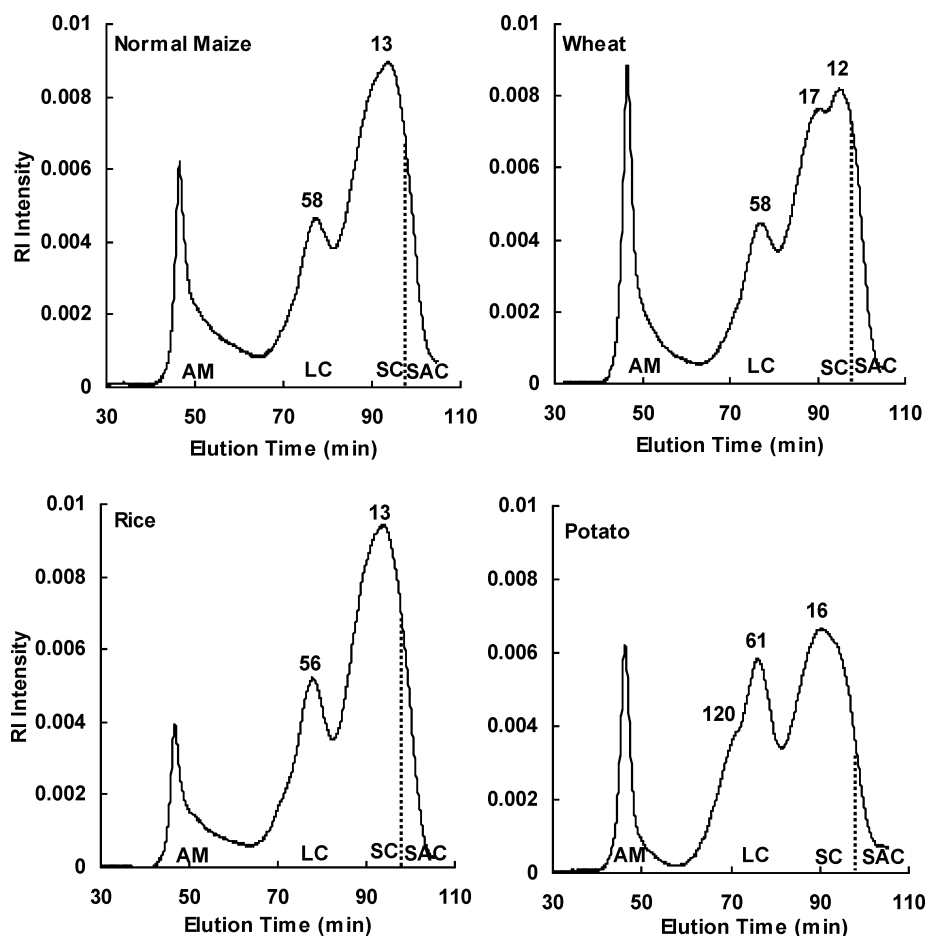 Normal Maize
RI Intensity
0.01
0.008
0.006
0.004
0.002
0
13
58
AM LC SC SAC
30 50 70 90 110
Elution Time (min)
Wheat
0.01
0.008
0.006
0.004
0.002
0
12
17
58
AM LC SC SAC
30 50 70 90 110
Elution Time (min)
Rice
RI Intensity
0.01
0.008
0.006
0.004
0.002
0
13
56
AM LC SC SAC
30 50 70 90 110
Elution Time (min)
Potato
0.01
0.008
0.006
0.004
0.002
0
16
61
120
AM LC SC SAC
30 50 70 90 110
Elution Time (min)